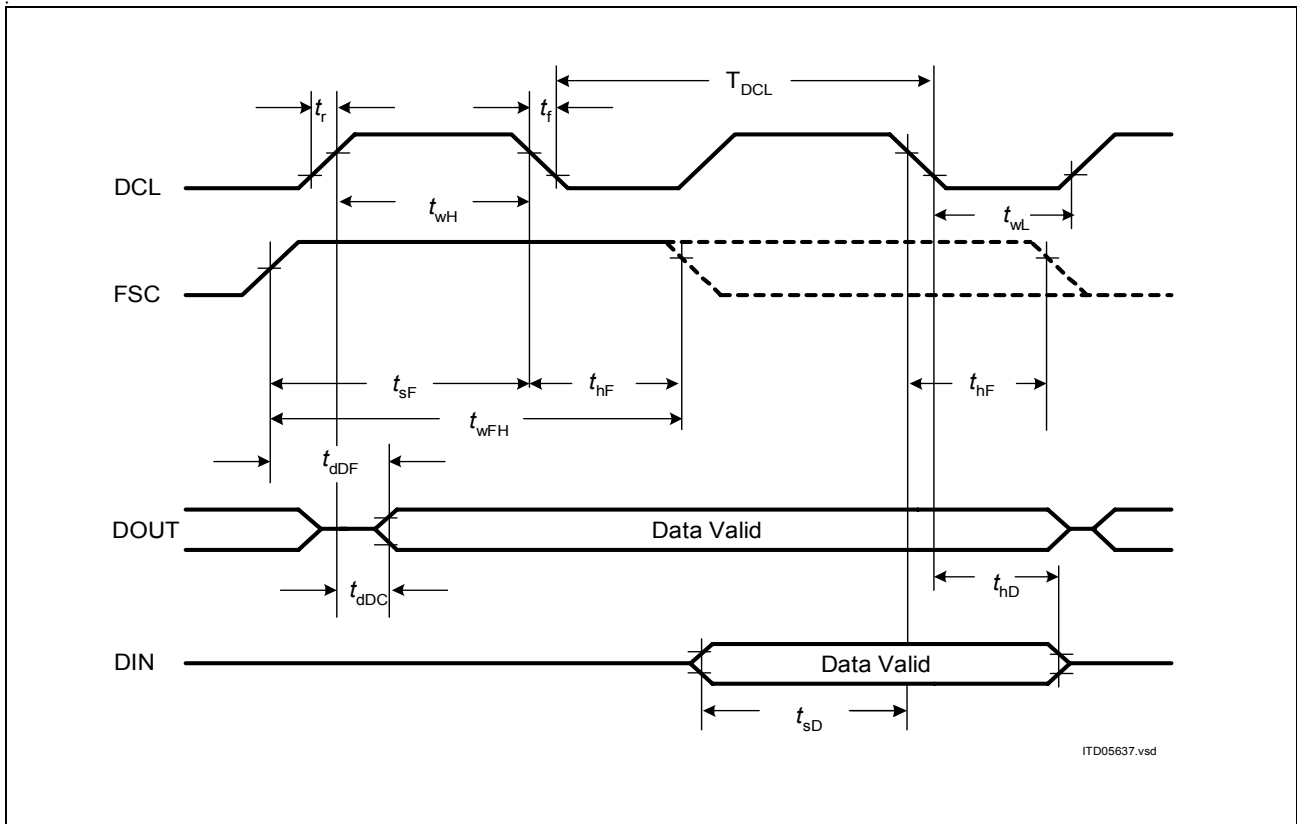 T_DCL
t_r
t_f
DCL
t_wH
t_wL
FSC
t_sF
t_hF
t_hF
t_wFH
t_dDF
DOUT
Data Valid
t_dDC
t_hD
DIN
Data Valid
t_sD
ITD05637.vsd